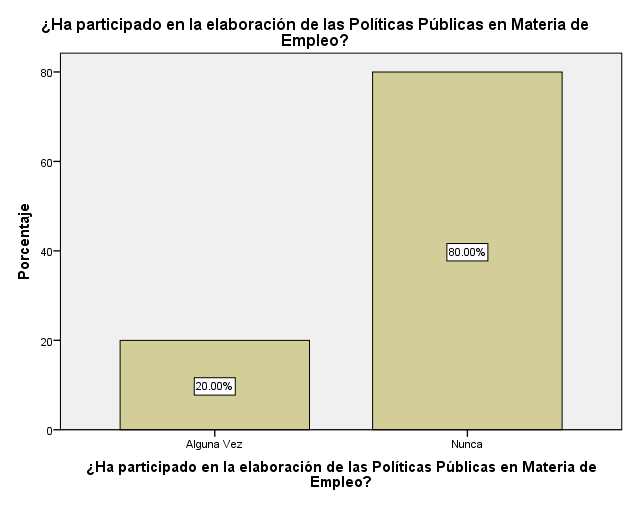 ¿Ha participado en la elaboración de las Políticas Públicas en Materia de
Empleo?
80
60
40
20
0
Porcentaje
20.00%
80.00%
Alguna Vez
Nunca
¿Ha participado en la elaboración de las Políticas Públicas en Materia de
Empleo?